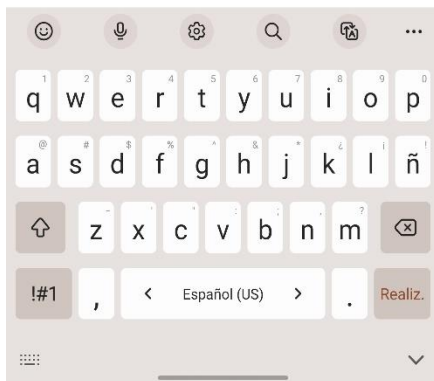 1 2 3 4 5 6 7 8 9 0
q w e r t y u i o p
@ # $ % ^ & * ¿ ¡ !
a s d f g h j k l ñ
- ' " : ; , ?
z x c v b n m
!#1 , < Español (US) > . Realiz.